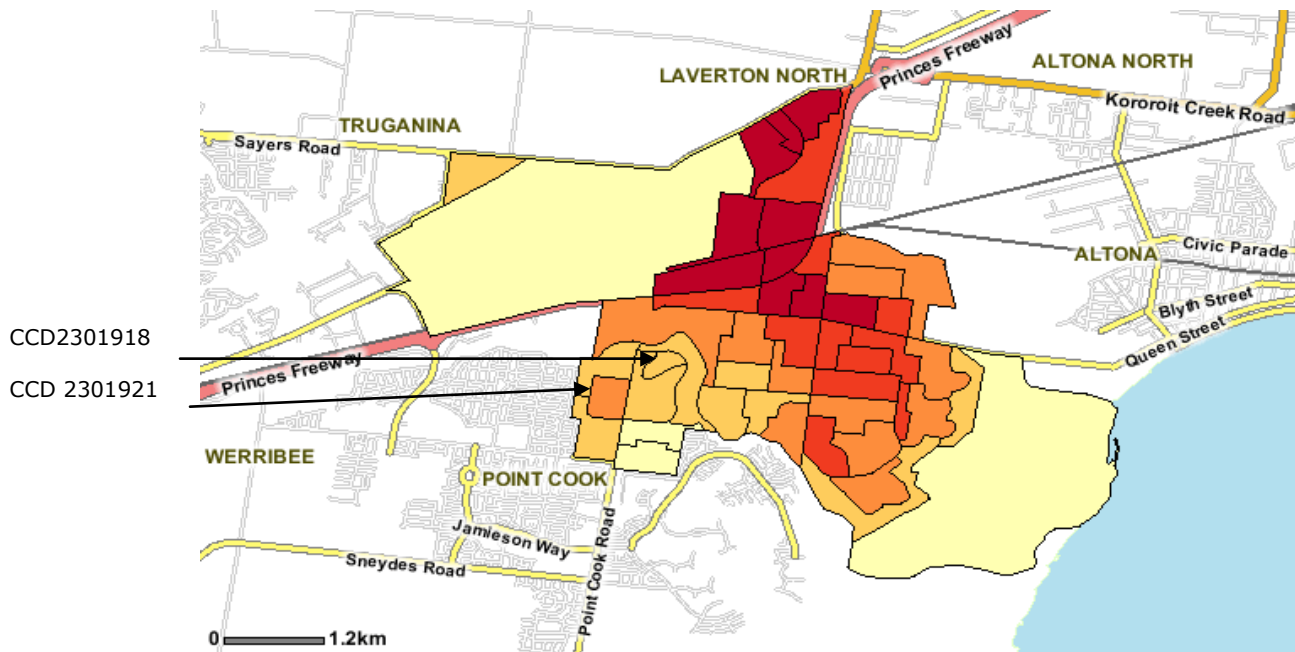 LAVERTON NORTH
Princes Freeway
ALTONA NORTH
Kororoit Creek Road
TRUGANINA
Sayers Road
Civic Parade
ALTONA
Blyth Street
Queen Street
CCD2301918
Princes Freeway
CCD 2301921
WERRIBEE
POINT COOK
Jamieson Way
Sneydes Road
Point Cook Road
0 1.2km